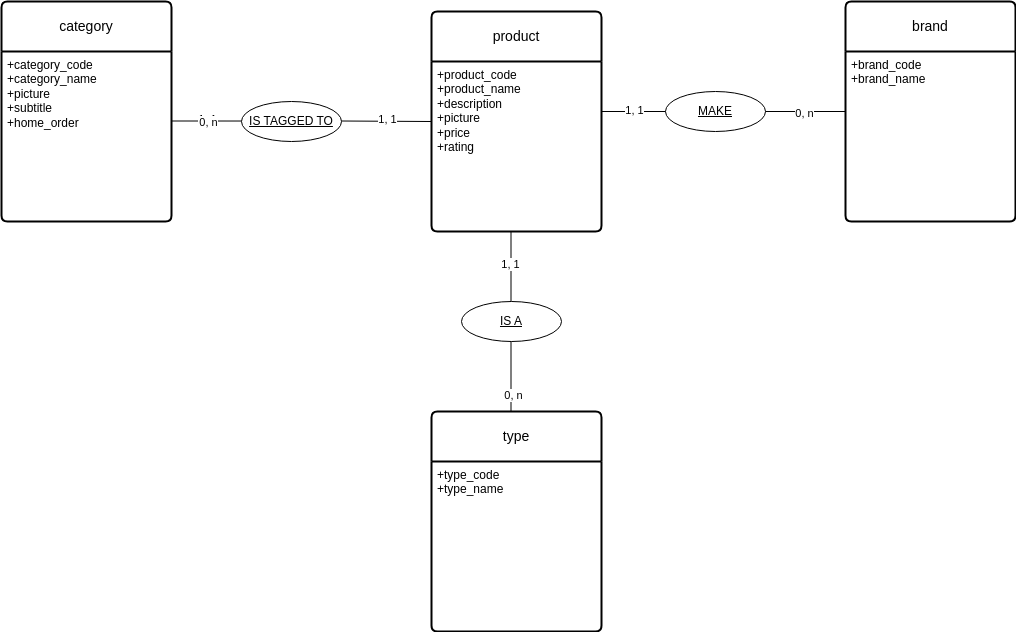 category
+category_code
+category_name
+picture
+subtitle
+home_order
0, n
IS TAGGED TO
1, 1
product
+product_code
+product_name
+description
+picture
+price
+rating
1, 1
MAKE
0, n
brand
+brand_code
+brand_name
1, 1
IS A
0, n
type
+type_code
+type_name